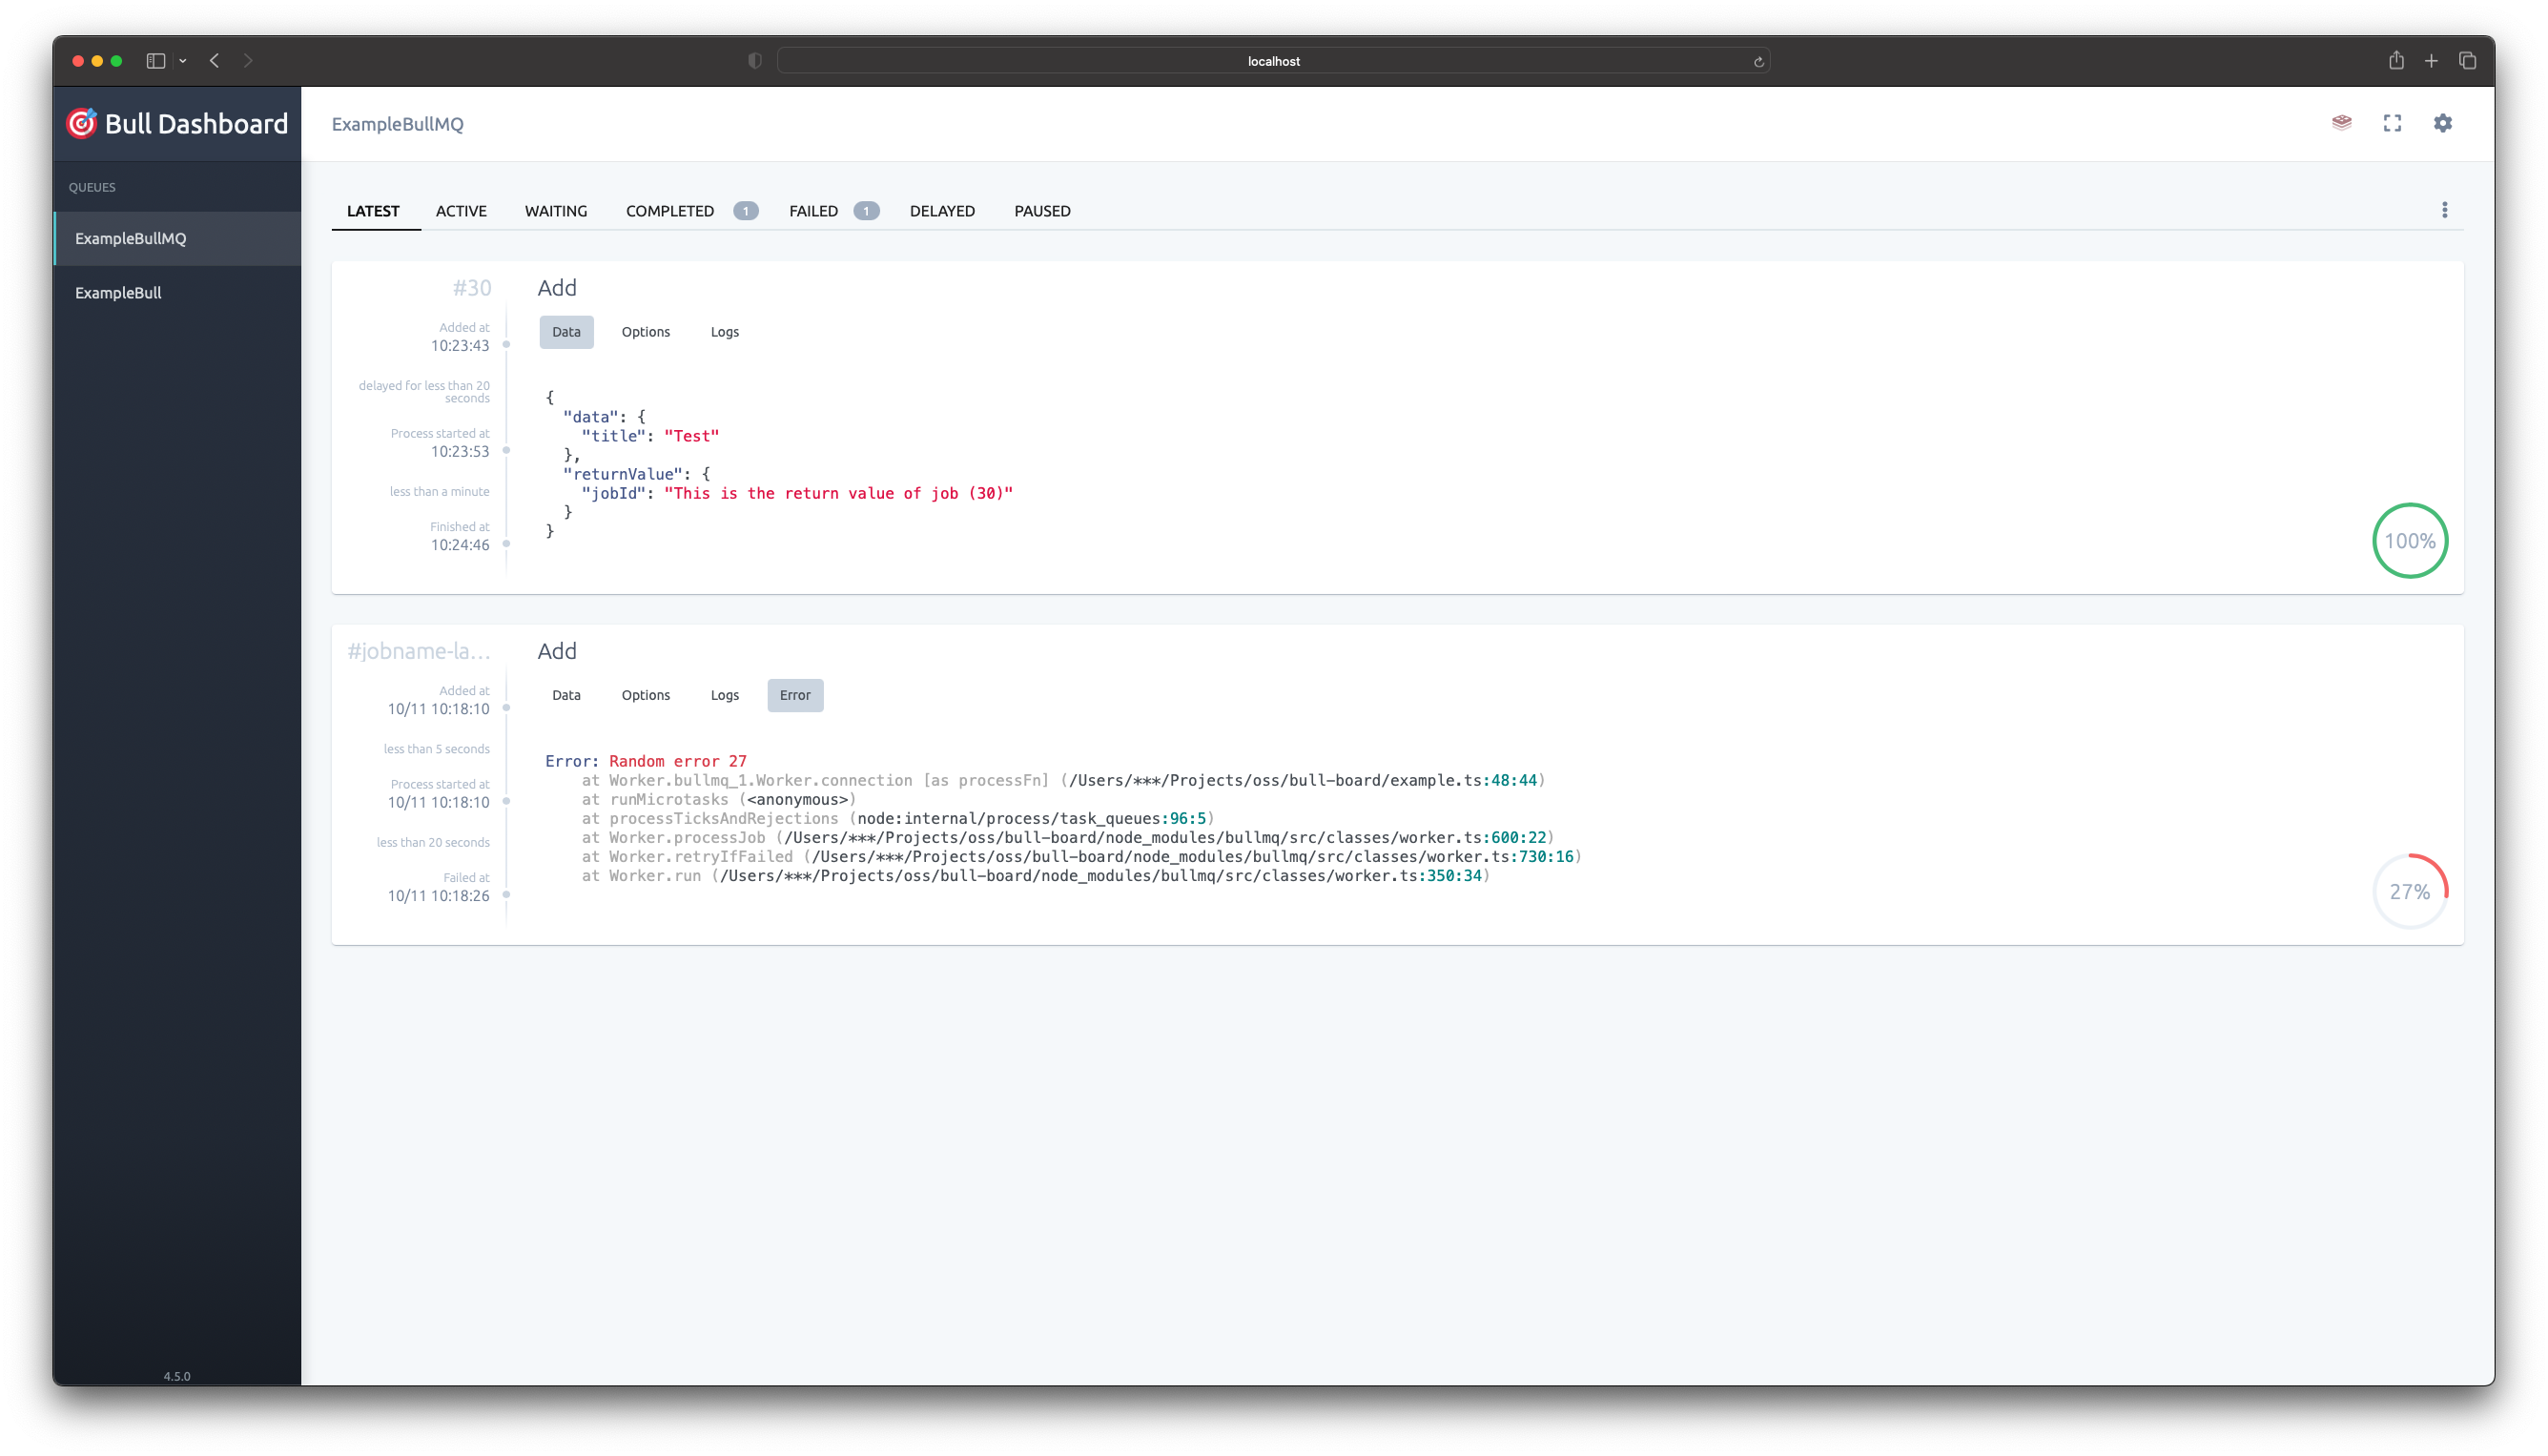 localhost
Bull Dashboard
ExampleBullMQ
QUEUES
ExampleBullMQ
ExampleBull
LATEST ACTIVE WAITING COMPLETED 1 FAILED 1 DELAYED PAUSED
#30
Add
Added at
10:23:43
delayed for less than 20
seconds
Process started at
10:23:53
less than a minute
Finished at
10:24:46
Data Options Logs
{
  "data": {
    "title": "Test"
  },
  "returnValue": {
    "jobId": "This is the return value of job (30)"
  }
}
100%
#jobname-la...
Add
Added at
10/11 10:18:10
less than 5 seconds
Process started at
10/11 10:18:10
less than 20 seconds
Failed at
10/11 10:18:26
Data Options Logs Error
Error: Random error 27
    at Worker.bullmq_1.Worker.connection [as processFn] (/Users/***/Projects/oss/bull-board/example.ts:48:44)
    at runMicrotasks (<anonymous>)
    at processTicksAndRejections (node:internal/process/task_queues:96:5)
    at Worker.processJob (/Users/***/Projects/oss/bull-board/node_modules/bullmq/src/classes/worker.ts:600:22)
    at Worker.retryIfFailed (/Users/***/Projects/oss/bull-board/node_modules/bullmq/src/classes/worker.ts:730:16)
    at Worker.run (/Users/***/Projects/oss/bull-board/node_modules/bullmq/src/classes/worker.ts:350:34)
27%
4.5.0